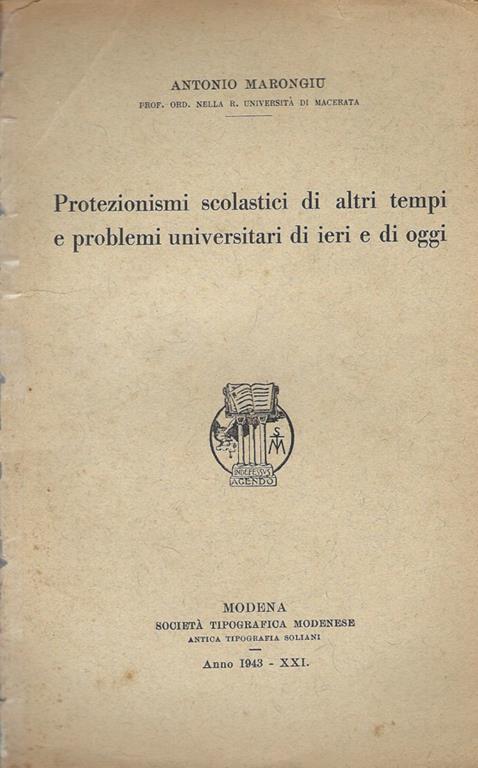 ANTONIO MARONGIU
PROF. ORD. NELLA R. UNIVERSITÀ DI MACERATA
Protezionismi scolastici di altri tempi
e problemi universitari di ieri e di oggi
S
T
M
INDEFESSVS
AGENDO
MODENA
SOCIETÀ TIPOGRAFICA MODENESE
ANTICA TIPOGRAFIA SOLIANI
Anno 1943 - XXI.